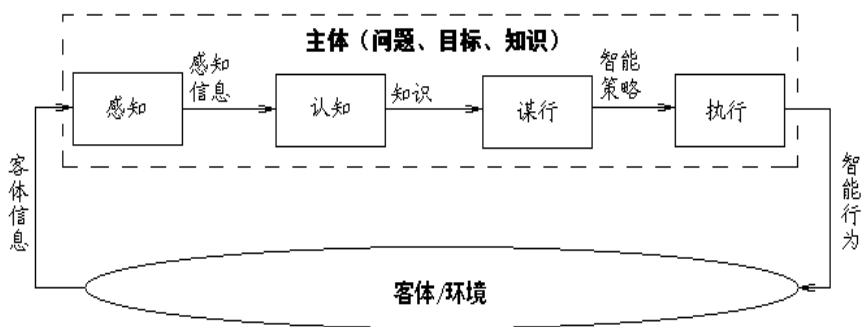 主体（问题、目标、知识）
感知
感知
信息
认知
知识
谋行
智能
策略
执行
客体信息
智能行为
客体/环境